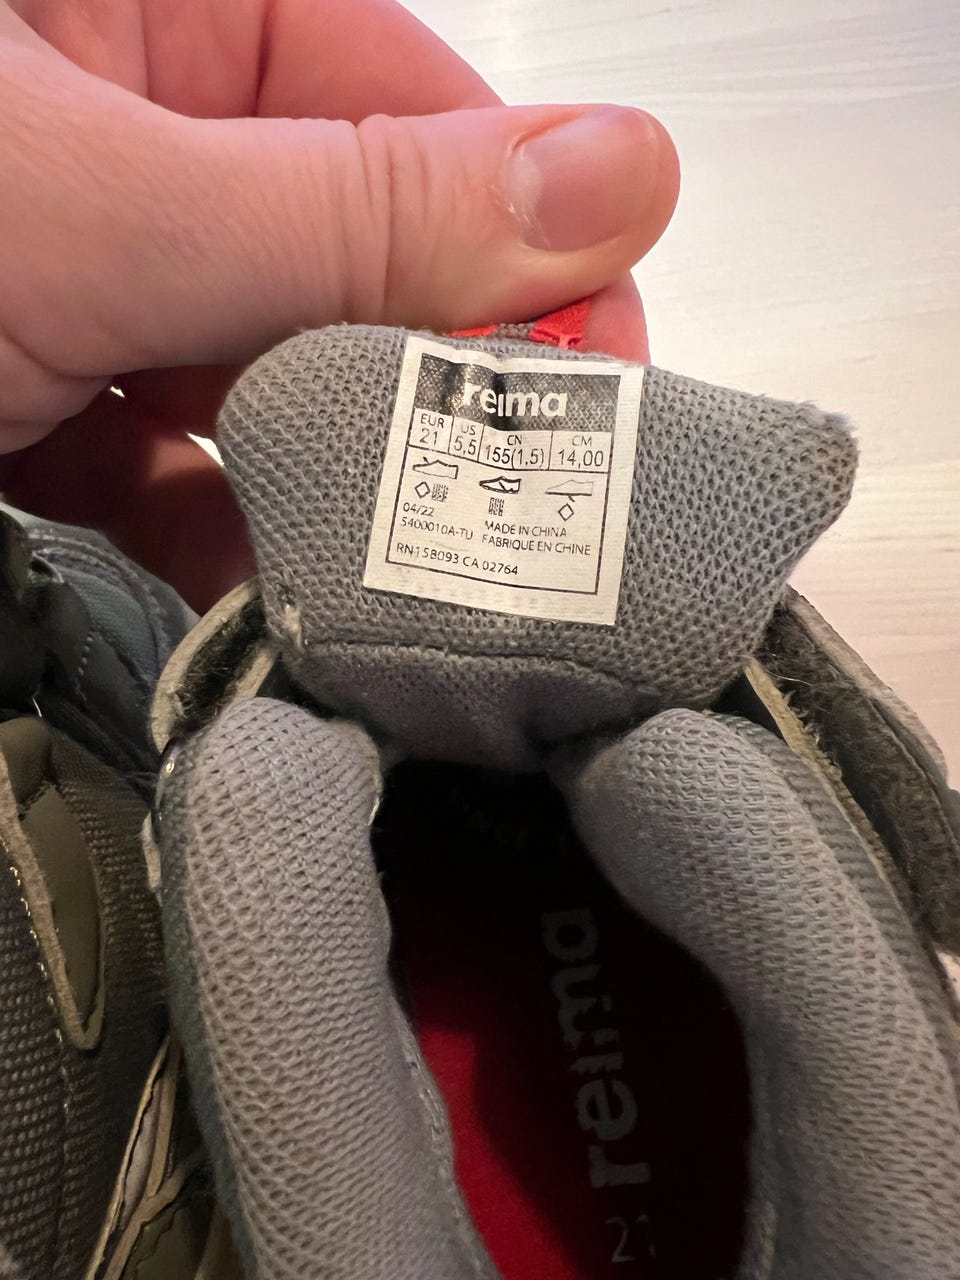 reima
EUR US CN CM
21 5,5 155(1,5) 14,00
04/22
5400010A-TU
MADE IN CHINA
FABRIQUE EN CHINE
RN158093 CA 02764
reima
21